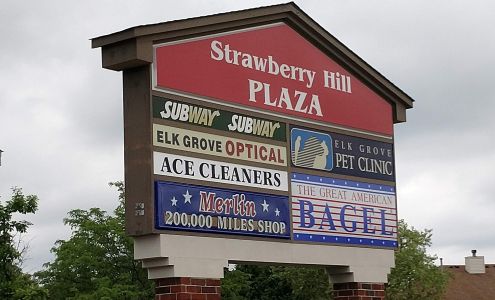 Strawberry Hill
PLAZA
SUBWAY SUBWAY
ELK GROVE OPTICAL
ACE CLEANERS
Merlin
200,000 MILES SHOP
ELK GROVE
PET CLINIC
THE GREAT AMERICAN
BAGEL